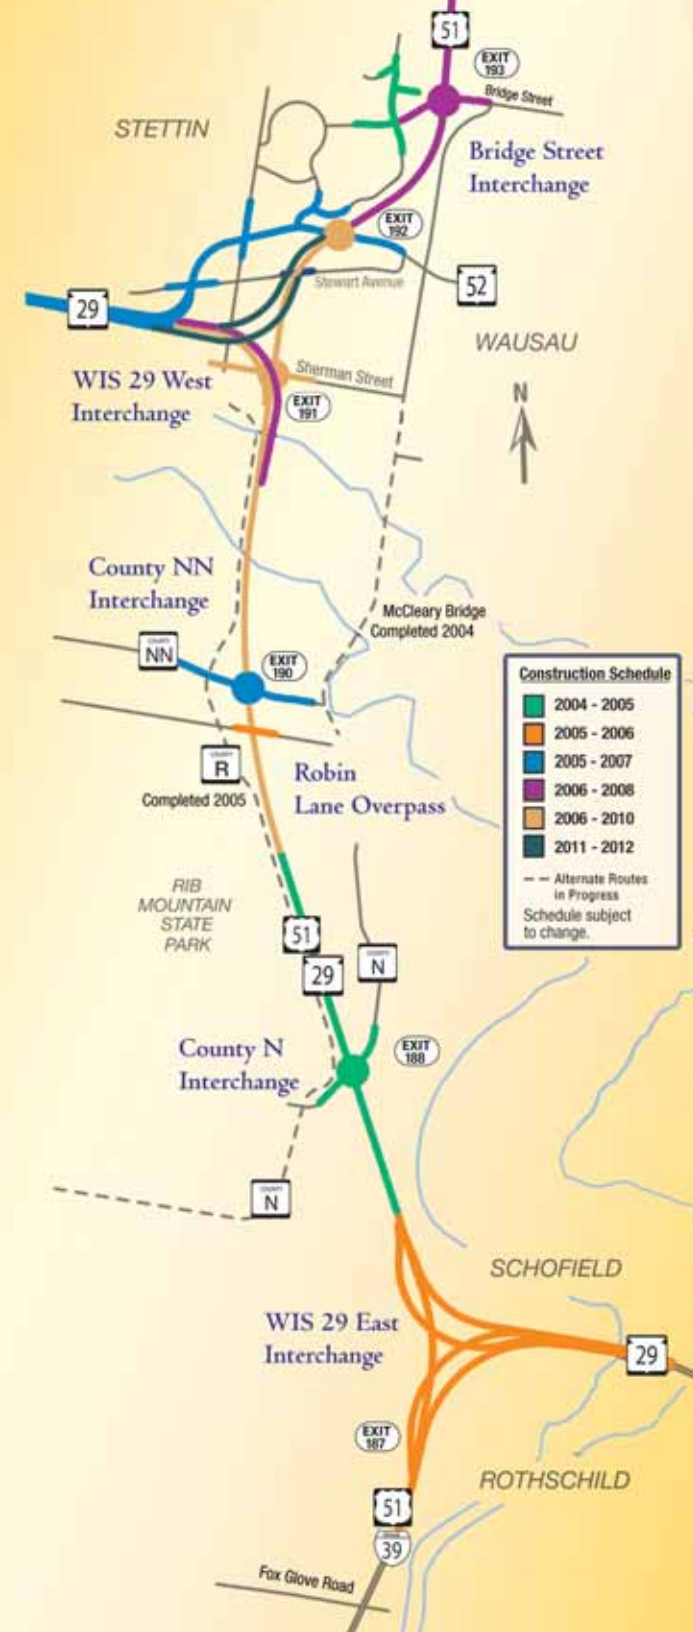 51
EXIT
193
Bridge Street
STETTIN
Bridge Street
Interchange
EXIT
192
Stewart Avenue
52
29
WAUSAU
WIS 29 West
Interchange
Sherman Street
EXIT
191
N
County NN
Interchange
McCleary Bridge
Completed 2004
COUNTY
NN
EXIT
190
Construction Schedule
2004 - 2005
2005 - 2006
2005 - 2007
2006 - 2008
2006 - 2010
2011 - 2012
Alternate Routes
in Progress
Schedule subject
to change.
COUNTY
R
Completed 2005
Robin
Lane Overpass
RIB
MOUNTAIN
STATE
PARK
51
29
COUNTY
N
County N
Interchange
EXIT
188
COUNTY
N
SCHOFIELD
WIS 29 East
Interchange
29
EXIT
187
ROTHSCHILD
51
39
Fox Glove Road